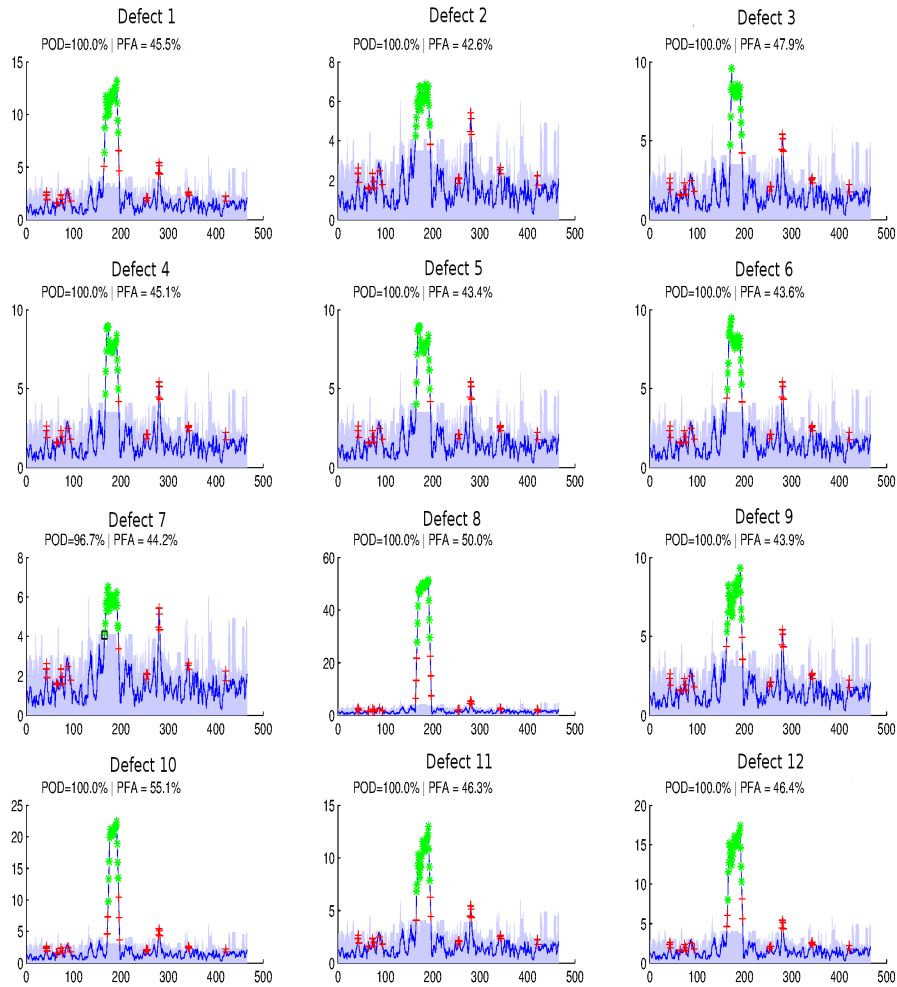 Defect 1
Defect 2
Defect 3
POD=100.0% | PFA = 45.5%
POD=100.0% | PFA = 42.6%
POD=100.0% | PFA = 47.9%
15
10
5
0
0 100 200 300 400 500
8
6
4
2
0
0 100 200 300 400 500
10
5
0
0 100 200 300 400 500
Defect 4
Defect 5
Defect 6
POD=100.0% | PFA = 45.1%
POD=100.0% | PFA = 43.4%
POD=100.0% | PFA = 43.6%
10
5
0
0 100 200 300 400 500
10
5
0
0 100 200 300 400 500
10
5
0
0 100 200 300 400 500
Defect 7
Defect 8
Defect 9
POD=96.7% | PFA = 44.2%
POD=100.0% | PFA = 50.0%
POD=100.0% | PFA = 43.9%
8
6
4
2
0
0 100 200 300 400 500
60
40
20
0
0 100 200 300 400 500
10
5
0
0 100 200 300 400 500
Defect 10
Defect 11
Defect 12
POD=100.0% | PFA = 55.1%
POD=100.0% | PFA = 46.3%
POD=100.0% | PFA = 46.4%
25
20
15
10
5
0
0 100 200 300 400 500
15
10
5
0
0 100 200 300 400 500
20
15
10
5
0
0 100 200 300 400 500